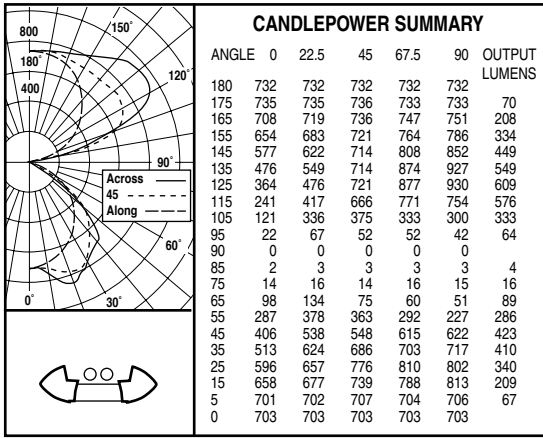 800
150°
180°
120°
400
90°
Across
45
Along
60°
0°
30°
CANDLEPOWER SUMMARY
ANGLE 0 22.5 45 67.5 90 OUTPUT
LUMENS
180 732 732 732 732 732
175 735 735 736 733 733 70
165 708 719 736 747 751 208
155 654 683 721 764 786 334
145 577 622 714 808 852 449
135 476 549 714 874 927 549
125 364 476 721 877 930 609
115 241 417 666 771 754 576
105 121 336 375 333 300 333
95 22 67 52 52 42 64
90 0 0 0 0 0
85 2 3 3 3 3 4
75 14 16 14 16 15 16
65 98 134 75 60 51 89
55 287 378 363 292 227 286
45 406 538 548 615 622 423
35 513 624 686 703 717 410
25 596 657 776 810 802 340
15 658 677 739 788 813 209
5 701 702 707 704 706 67
0 703 703 703 703 703